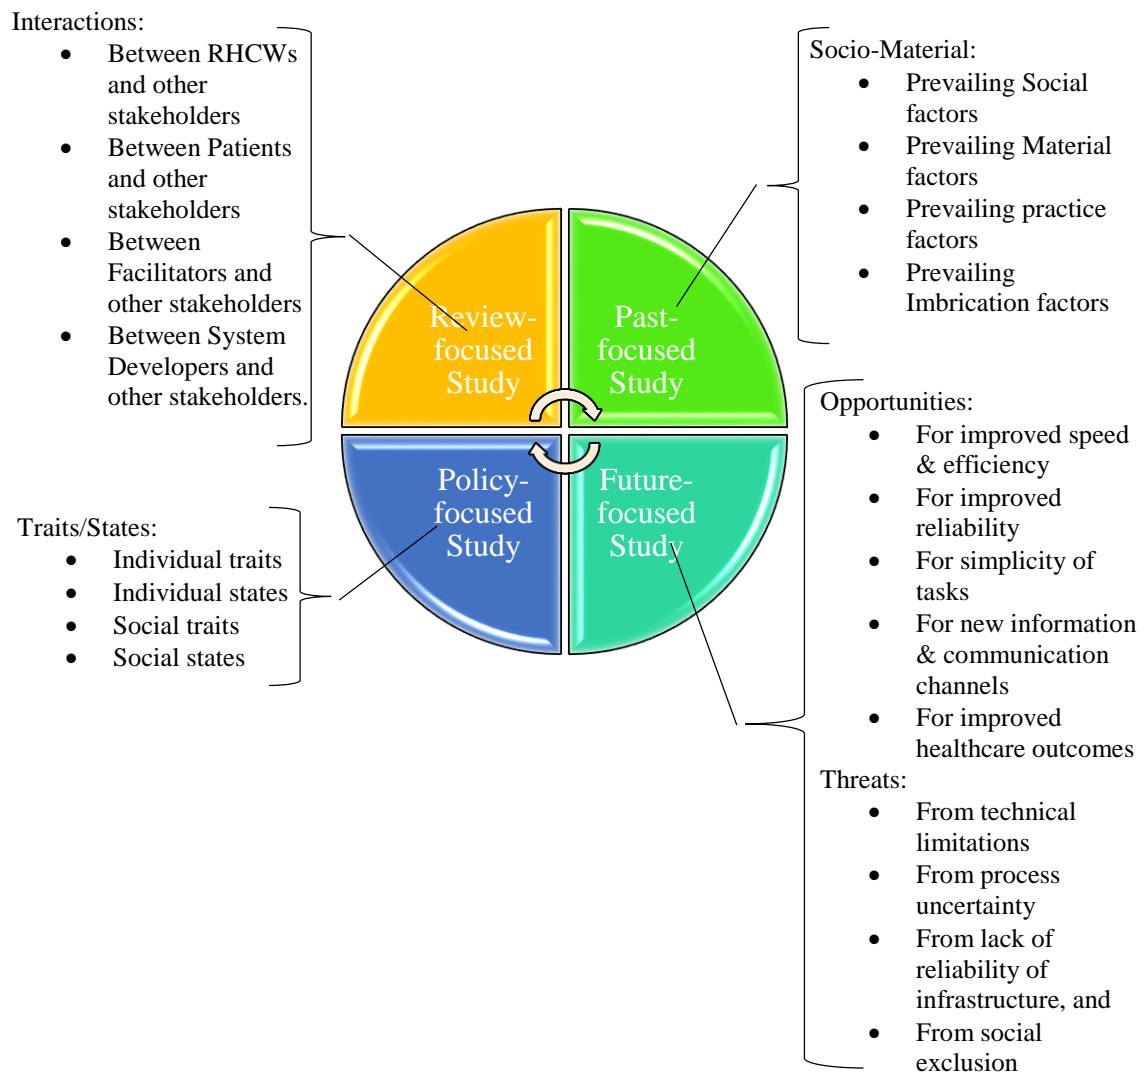 Interactions:
• Between RHCWs
and other
stakeholders
• Between Patients
and other
stakeholders
• Between
Facilitators and
other stakeholders
• Between System
Developers and
other stakeholders.
Socio-Material:
• Prevailing Social
factors
• Prevailing Material
factors
• Prevailing practice
factors
• Prevailing
Imbrication factors
Review-
focused
Study
Past-
focused
Study
Policy-
focused
Study
Future-
focused
Study
Traits/States:
• Individual traits
• Individual states
• Social traits
• Social states
Opportunities:
• For improved speed
& efficiency
• For improved
reliability
• For simplicity of
tasks
• For new information
& communication
channels
• For improved
healthcare outcomes
Threats:
• From technical
limitations
• From process
uncertainty
• From lack of
reliability of
infrastructure, and
• From social
exclusion